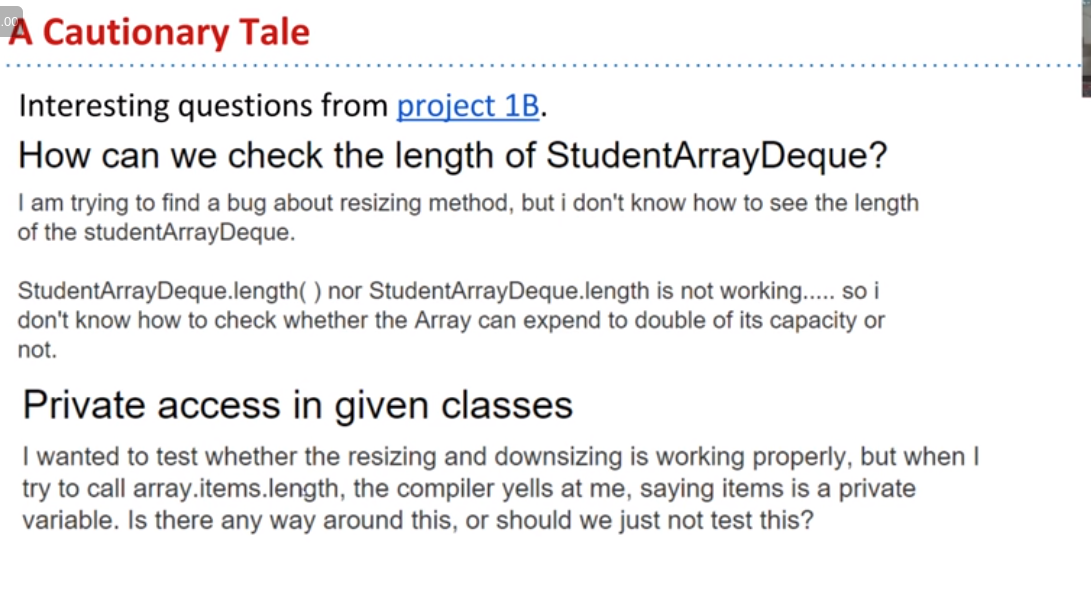 .00
A Cautionary Tale
Interesting questions from project 1B.
How can we check the length of StudentArrayDeque?
I am trying to find a bug about resizing method, but i don't know how to see the length
of the studentArrayDeque.
StudentArrayDeque.length( ) nor StudentArrayDeque.length is not working..... so i
don't know how to check whether the Array can expend to double of its capacity or
not.
Private access in given classes
I wanted to test whether the resizing and downsizing is working properly, but when I
try to call array.items.length, the compiler yells at me, saying items is a private
variable. Is there any way around this, or should we just not test this?